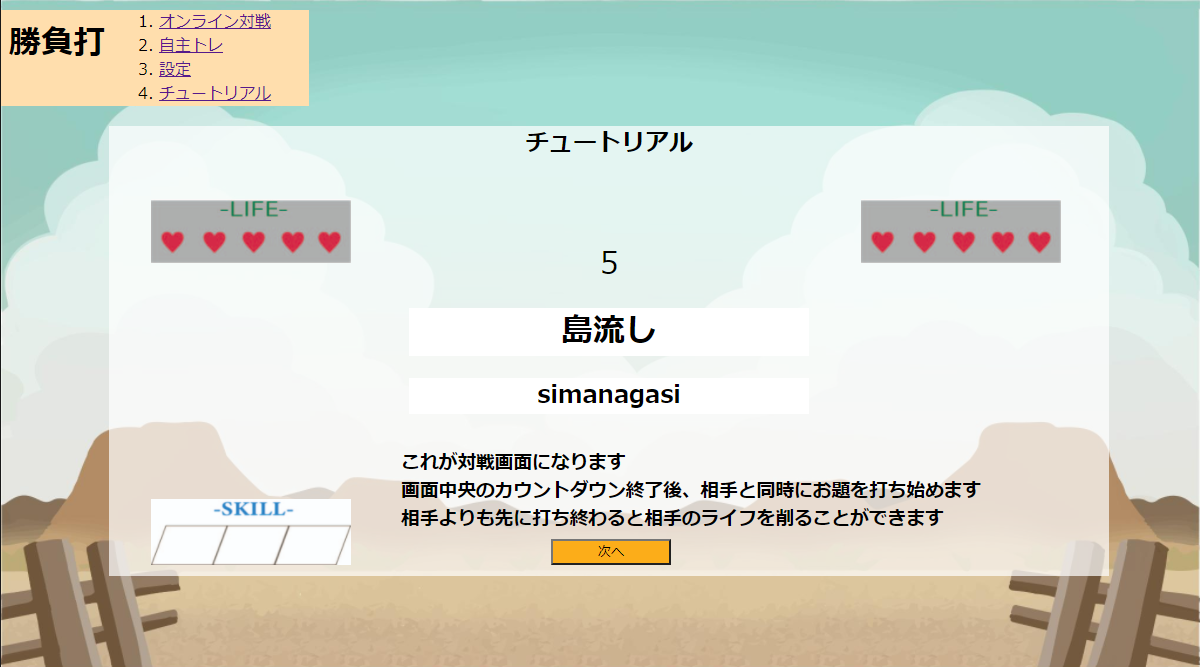 勝負打
1. オンライン対戦
2. 自主トレ
3. 設定
4. チュートリアル
チュートリアル
-LIFE-
-LIFE-
5
島流し
simanagasi
これが対戦画面になります
画面中央のカウントダウン終了後、相手と同時にお題を打ち始めます
相手よりも先に打ち終わると相手のライフを削ることができます
-SKILL-
次へ